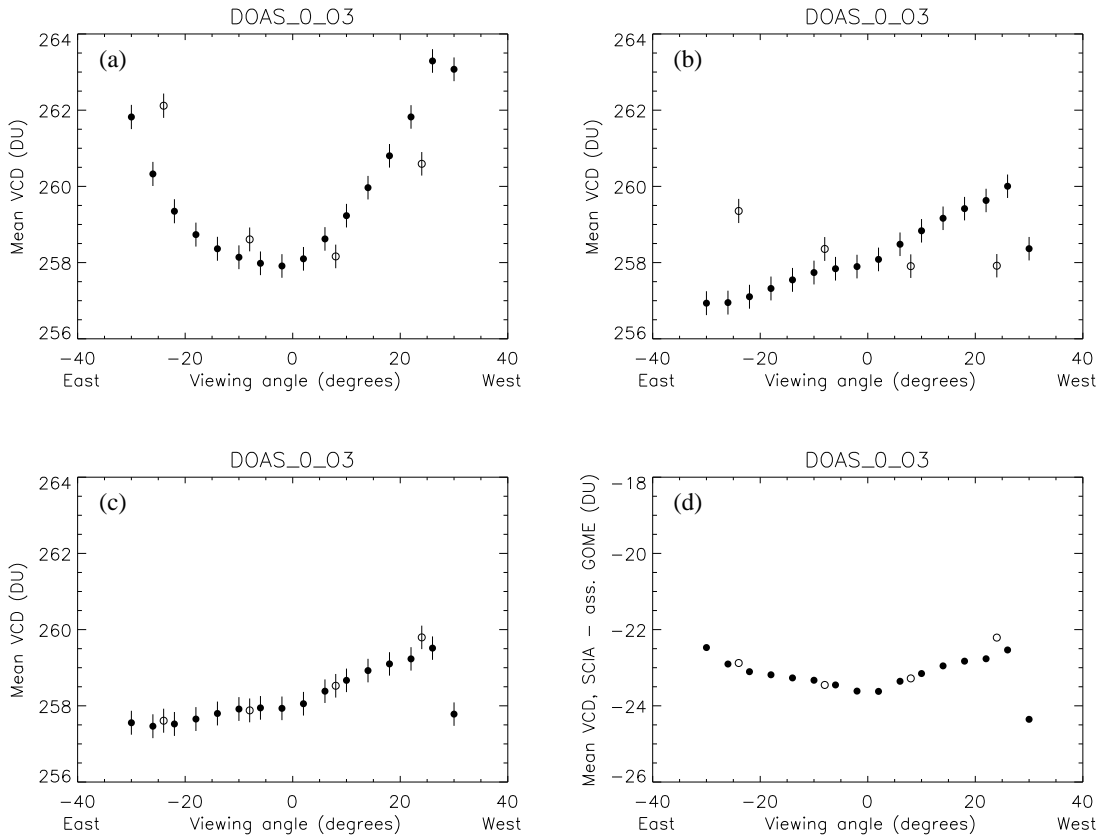 DOAS_0_O3
DOAS_0_O3
264
262
260
258
256
Mean VCD (DU)
(a)
−40 −20 0 20 40
East Viewing angle (degrees) West
264
262
260
258
256
Mean VCD (DU)
(b)
−40 −20 0 20 40
East Viewing angle (degrees) West
DOAS_0_O3
DOAS_0_O3
264
262
260
258
256
Mean VCD (DU)
(c)
−40 −20 0 20 40
East Viewing angle (degrees) West
−18
−20
−22
−24
−26
Mean VCD, SCIA − ass. GOME (DU)
(d)
−40 −20 0 20 40
East Viewing angle (degrees) West